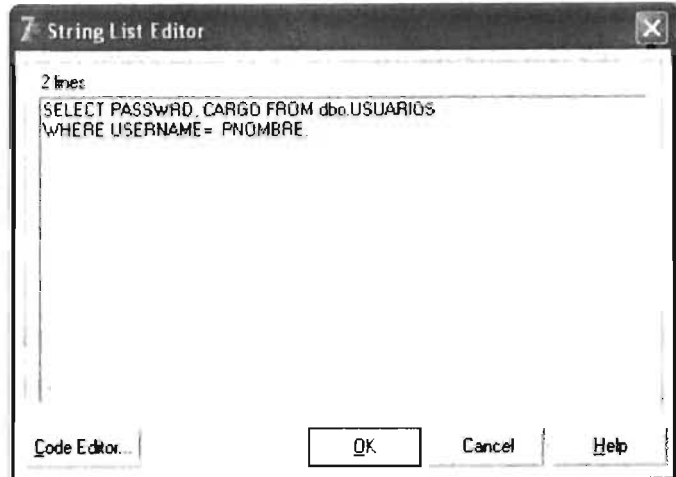 7 String List Editor
2 lines
SELECT PASSWRD, CARGO FROM dbo.USUARIOS
WHERE USERNAME= PNOMBRE
Code Editor...
OK
Cancel
Help